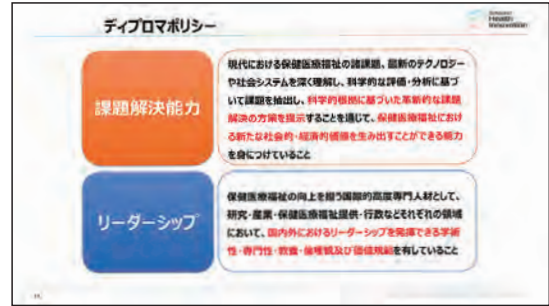 ディプロマポリシー
Health
Innovation
課題解決能力
現代における保健医療福祉の諸課題、最新のテクノロジー
や社会システムを深く理解し、科学的な評価・分析に基づ
いて課題を抽出し、科学的根拠に基づいた革新的な課題
解決の方策を提示することを通じて、保健医療福祉におけ
る新たな社会的・経済的価値を生み出すことができる能力
を身につけていること
リーダーシップ
保健医療福祉の向上を担う国際的高度専門人材として、
研究・産業・保健医療福祉提供・行政などそれぞれの領域
において、国内外におけるリーダーシップを発揮できる学術
性・専門性・教養・倫理観及び価値規範を有していること